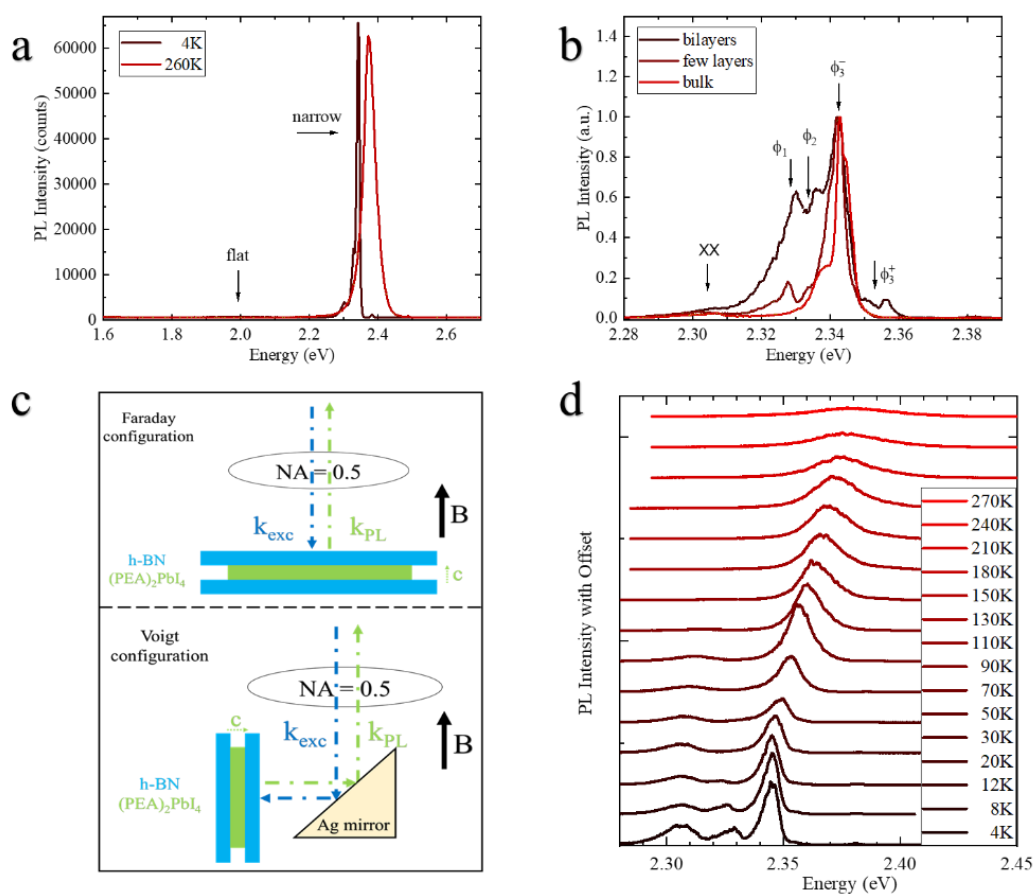 a
4K
260K
narrow
flat
PL Intensity (counts)
60000
50000
40000
30000
20000
10000
0
1.6
1.8
2.0
2.2
2.4
2.6
Energy (eV)
b
bilayers
few layers
bulk
ϕ₃⁻
ϕ₁
ϕ₂
XX
ϕ₃⁺
PL Intensity (a.u.)
1.4
1.2
1.0
0.8
0.6
0.4
0.2
0.0
2.28
2.30
2.32
2.34
2.36
2.38
Energy (eV)
c
Faraday
configuration
NA = 0.5
B
k_exc
k_PL
h-BN
(PEA)₂PbI₄
c
Voigt
configuration
NA = 0.5
B
k_exc
k_PL
c
h-BN
(PEA)₂PbI₄
Ag mirror
d
PL Intensity with Offset
270K
240K
210K
180K
150K
130K
110K
90K
70K
50K
30K
20K
12K
8K
4K
2.30
2.35
2.40
2.45
Energy (eV)